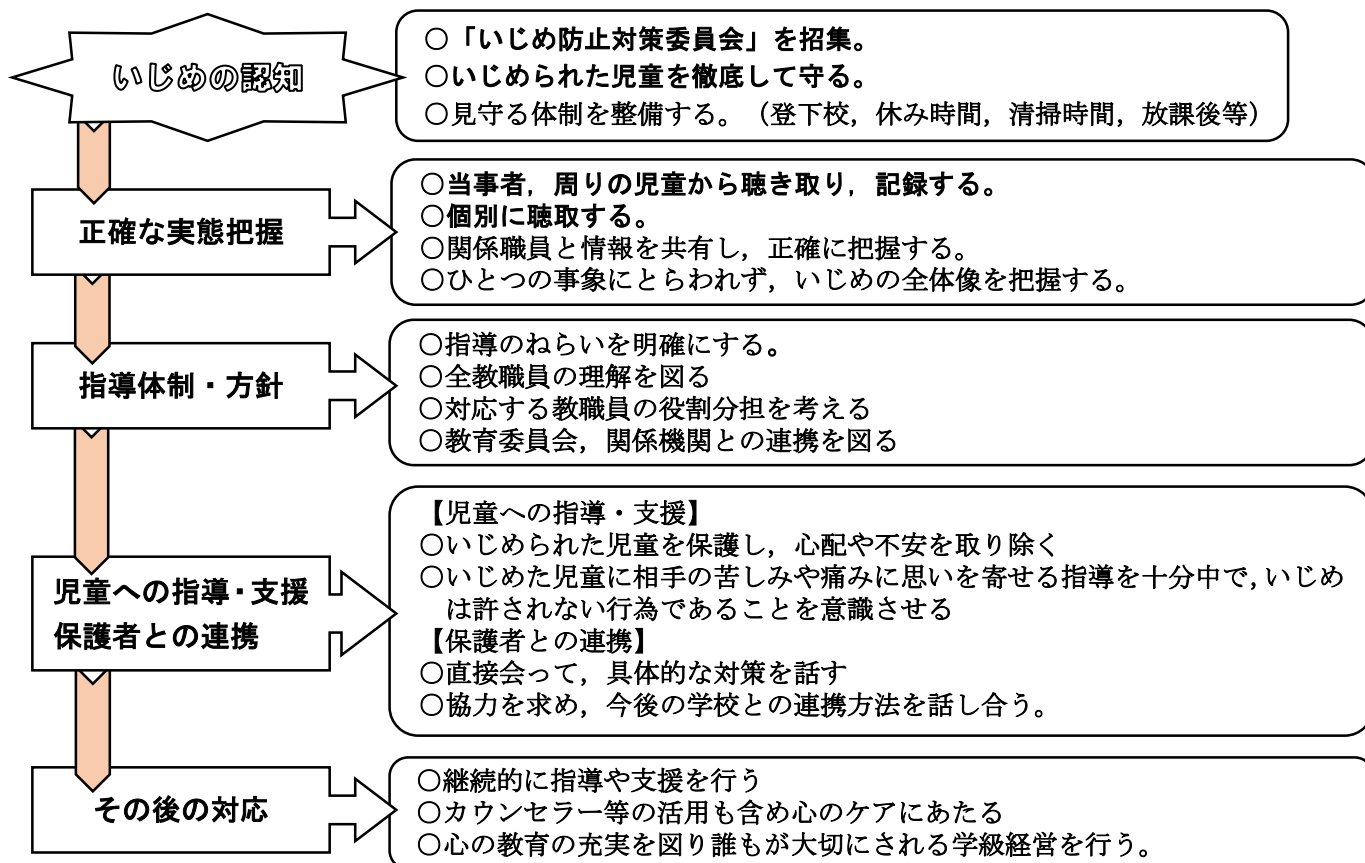 いじめの認知
○「いじめ防止対策委員会」を招集。
○いじめられた児童を徹底して守る。
○見守る体制を整備する。（登下校，休み時間，清掃時間，放課後等）
正確な実態把握
○当事者，周りの児童から聴き取り，記録する。
○個別に聴取する。
○関係職員と情報を共有し，正確に把握する。
○ひとつの事象にとらわれず，いじめの全体像を把握する。
指導体制・方針
○指導のねらいを明確にする。
○全教職員の理解を図る
○対応する教職員の役割分担を考える
○教育委員会，関係機関との連携を図る
児童への指導・支援
保護者との連携
【児童への指導・支援】
○いじめられた児童を保護し，心配や不安を取り除く
○いじめた児童に相手の苦しみや痛みに思いを寄せる指導を十分中で，いじめ
は許されない行為であることを意識させる
【保護者との連携】
○直接会って，具体的な対策を話す
○協力を求め，今後の学校との連携方法を話し合う。
その後の対応
○継続的に指導や支援を行う
○カウンセラー等の活用も含め心のケアにあたる
○心の教育の充実を図り誰もが大切にされる学級経営を行う。